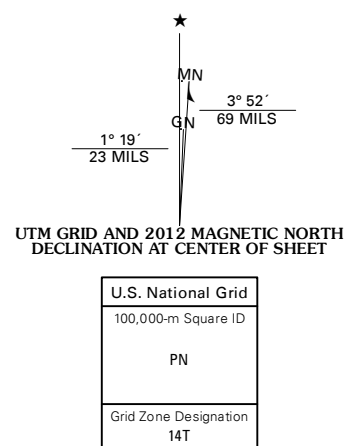 ★
MN
3° 52´
69 MILS
GN
1° 19´
23 MILS
UTM GRID AND 2012 MAGNETIC NORTH
DECLINATION AT CENTER OF SHEET
U.S. National Grid
100,000-m Square ID
PN
Grid Zone Designation
14T